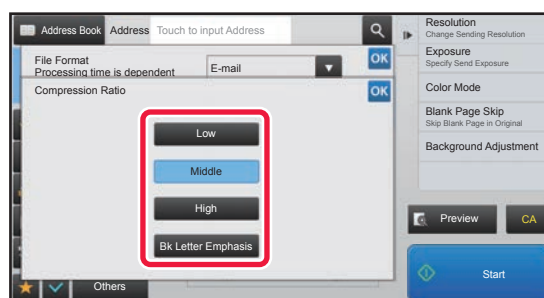 Address Book
Address
Touch to input Address
File Format
Processing time is dependent
E-mail
OK
Compression Ratio
OK
Low
Middle
High
Bk Letter Emphasis
Others
Resolution
Change Sending Resolution
Exposure
Specify Send Exposure
Color Mode
Blank Page Skip
Skip Blank Page in Original
Background Adjustment
Preview
CA
Start